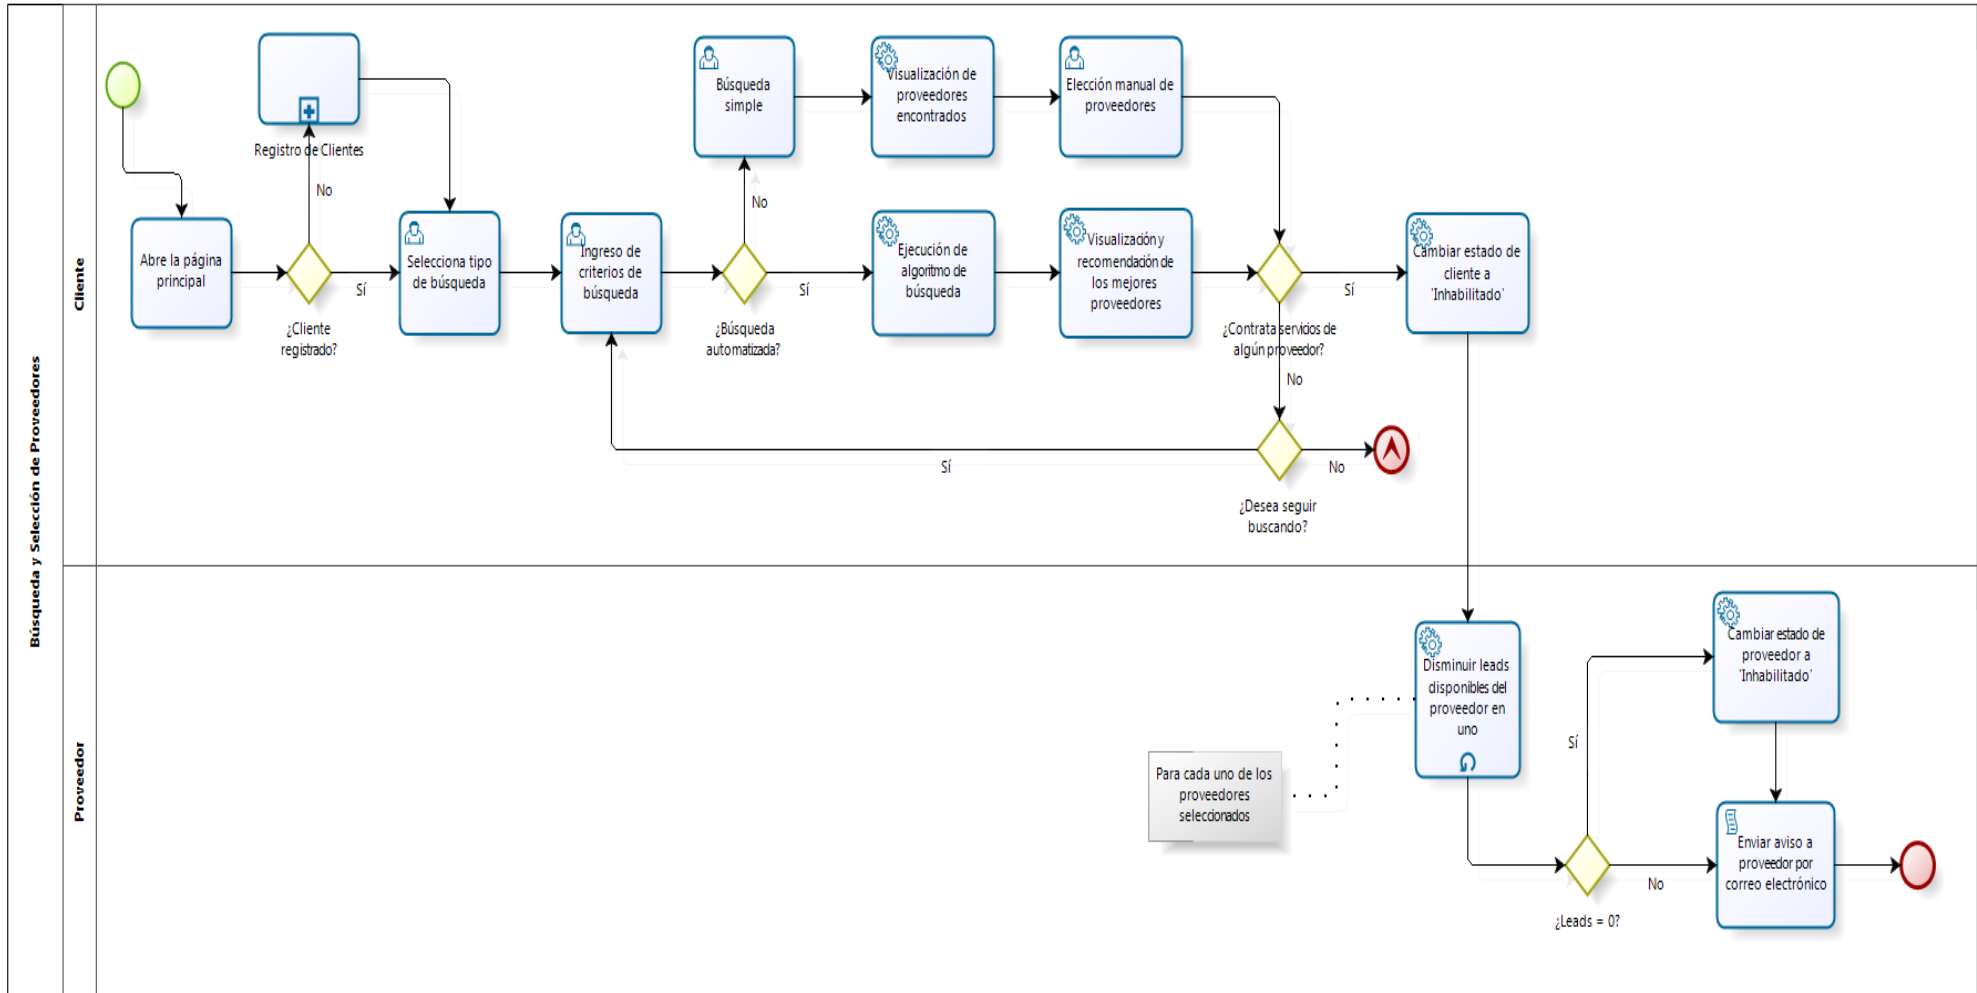 Búsqueda y Selección de Proveedores
Cliente
Registro de Clientes
No
Abre la página
principal
¿Cliente
registrado?
Sí
Selecciona tipo
de búsqueda
Ingreso de
criterios de
búsqueda
¿Búsqueda
automatizada?
No
Búsqueda
simple
Visualización de
proveedores
encontrados
Elección manual de
proveedores
Sí
Ejecución de
algoritmo de
búsqueda
Visualización y
recomendación de
los mejores
proveedores
¿Contrata servicios de
algún proveedor?
Sí
Cambiar estado de
cliente a
'Inhabilitado'
No
Sí
No
¿Desea seguir
buscando?
Proveedor
Para cada uno de los
proveedores
seleccionados
Disminuir leads
disponibles del
proveedor en
uno
¿Leads = 0?
Sí
Cambiar estado de
proveedor a
'Inhabilitado'
No
Enviar aviso a
proveedor por
correo electrónico